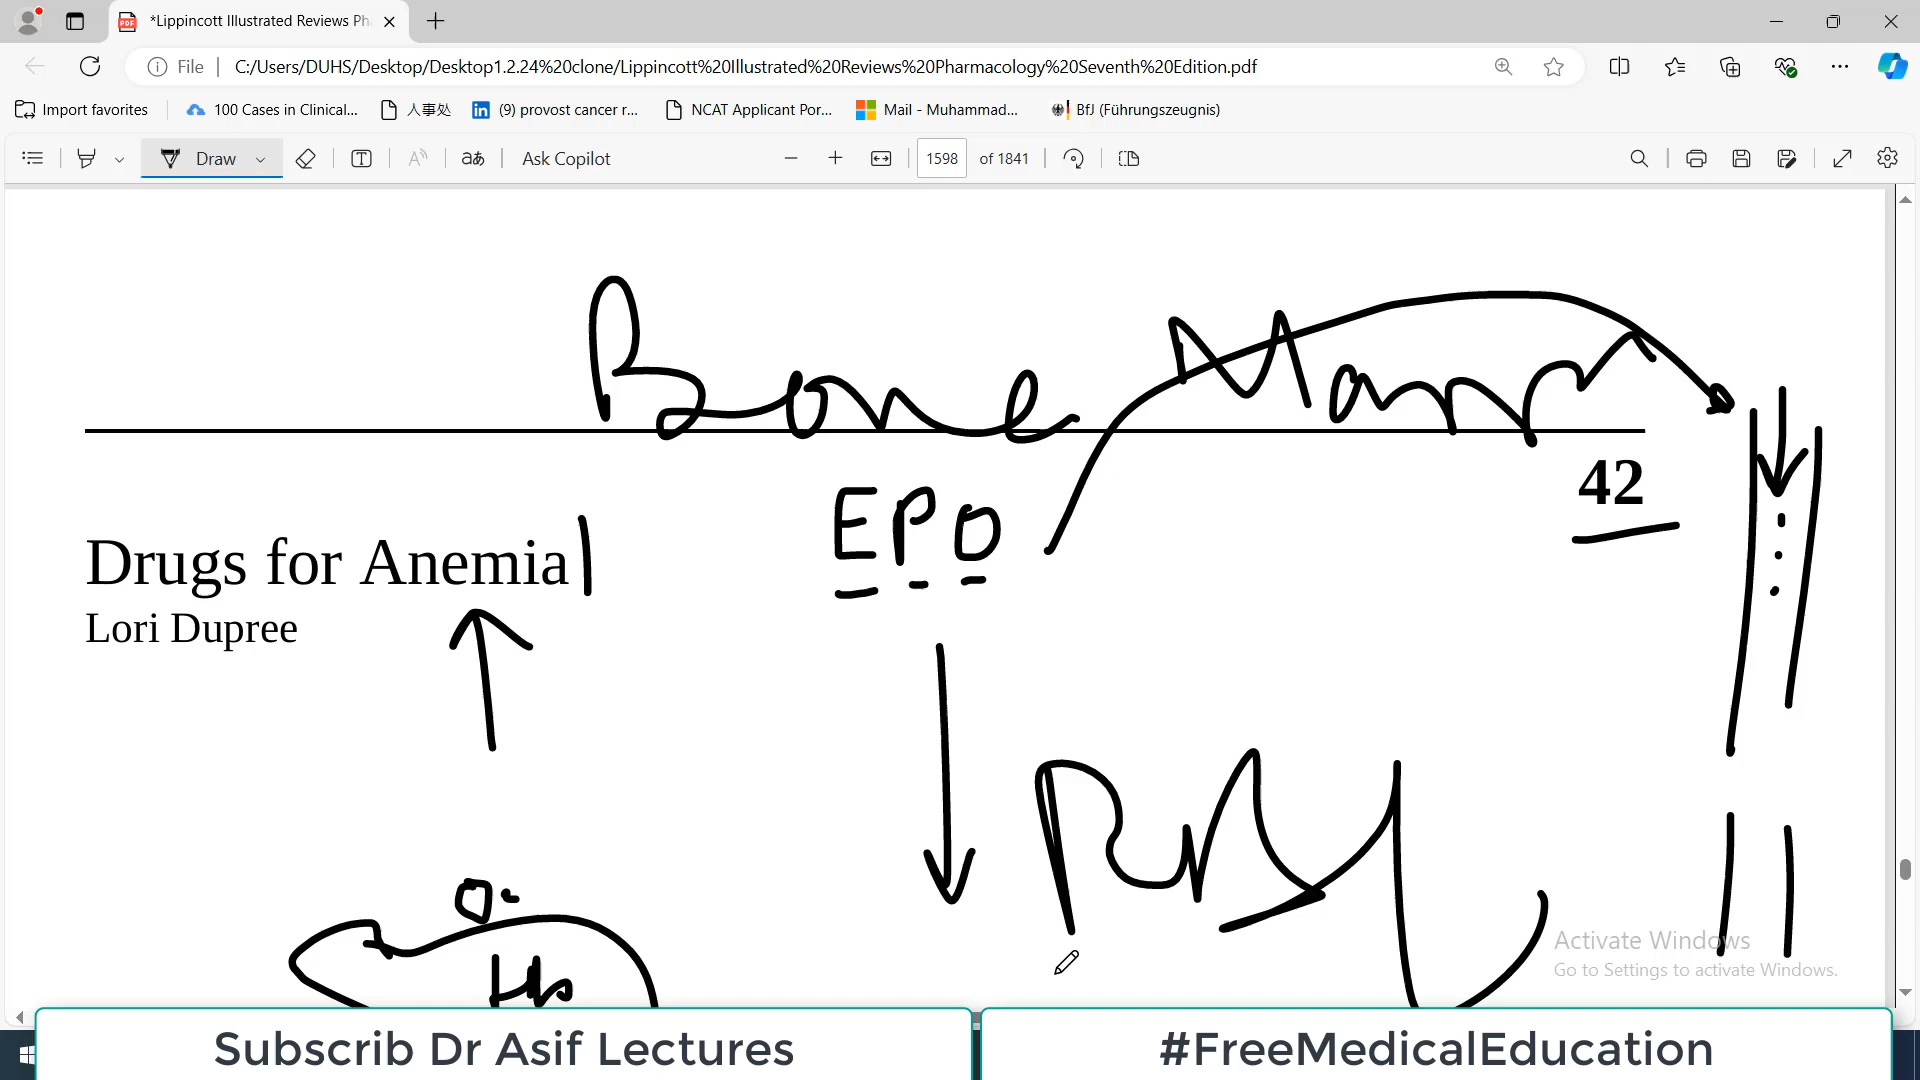 *Lippincott Illustrated Reviews Ph
File
C:/Users/DUHS/Desktop/Desktop1.2.24%20clone/Lippincott%20Illustrated%20Reviews%20Pharmacology%20Seventh%20Edition.pdf
Import favorites
100 Cases in Clinical...
人事处
(9) provost cancer r...
NCAT Applicant Por...
Mail - Muhammad...
BfJ (Führungszeugnis)
Draw
Ask Copilot
1598 of 1841
Bone
42
EPO
Drugs for Anemia
Lori Dupree
Hb
Activate Windows
Go to Settings to activate Windows.
Subscrib Dr Asif Lectures
#FreeMedicalEducation